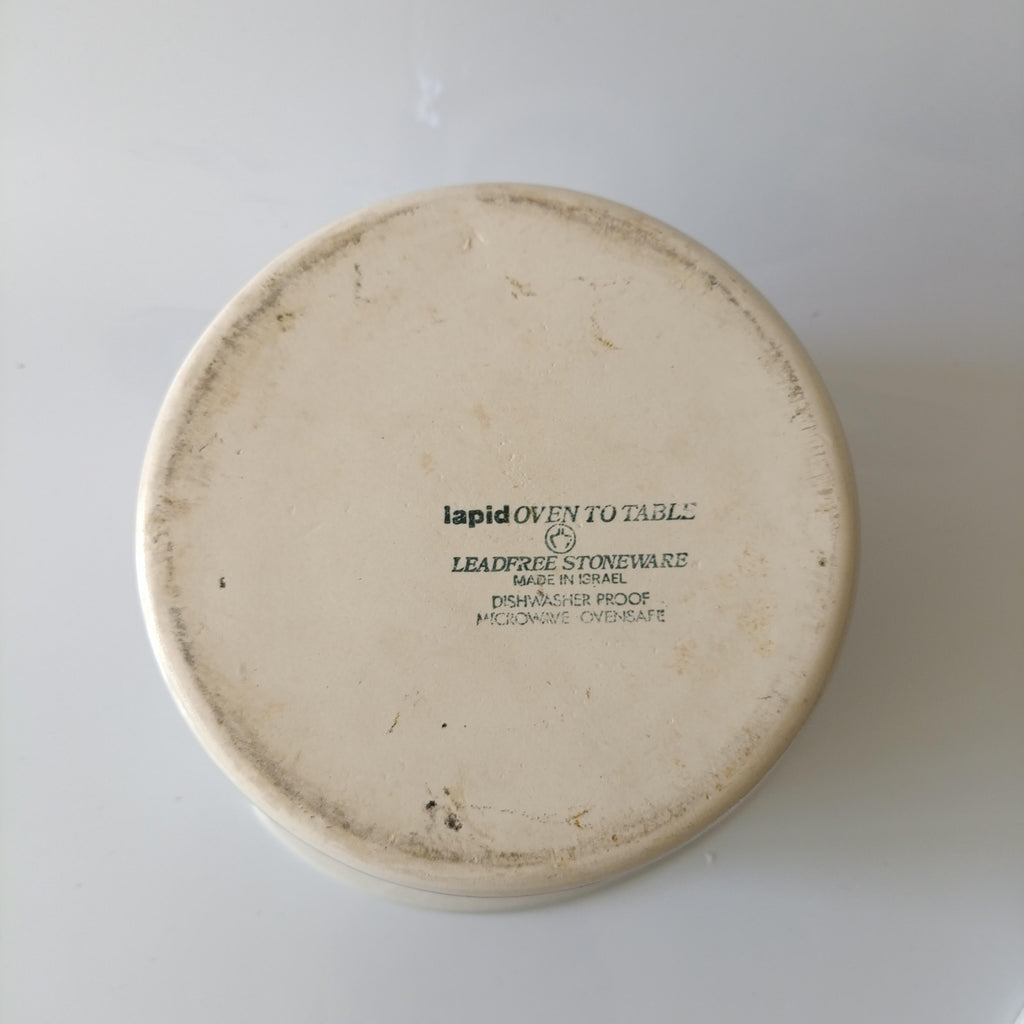 lapid OVEN TO TABLE
LEADFREE STONEWARE
MADE IN ISRAEL
DISHWASHER PROOF
MICROWAVE OVENSAFE